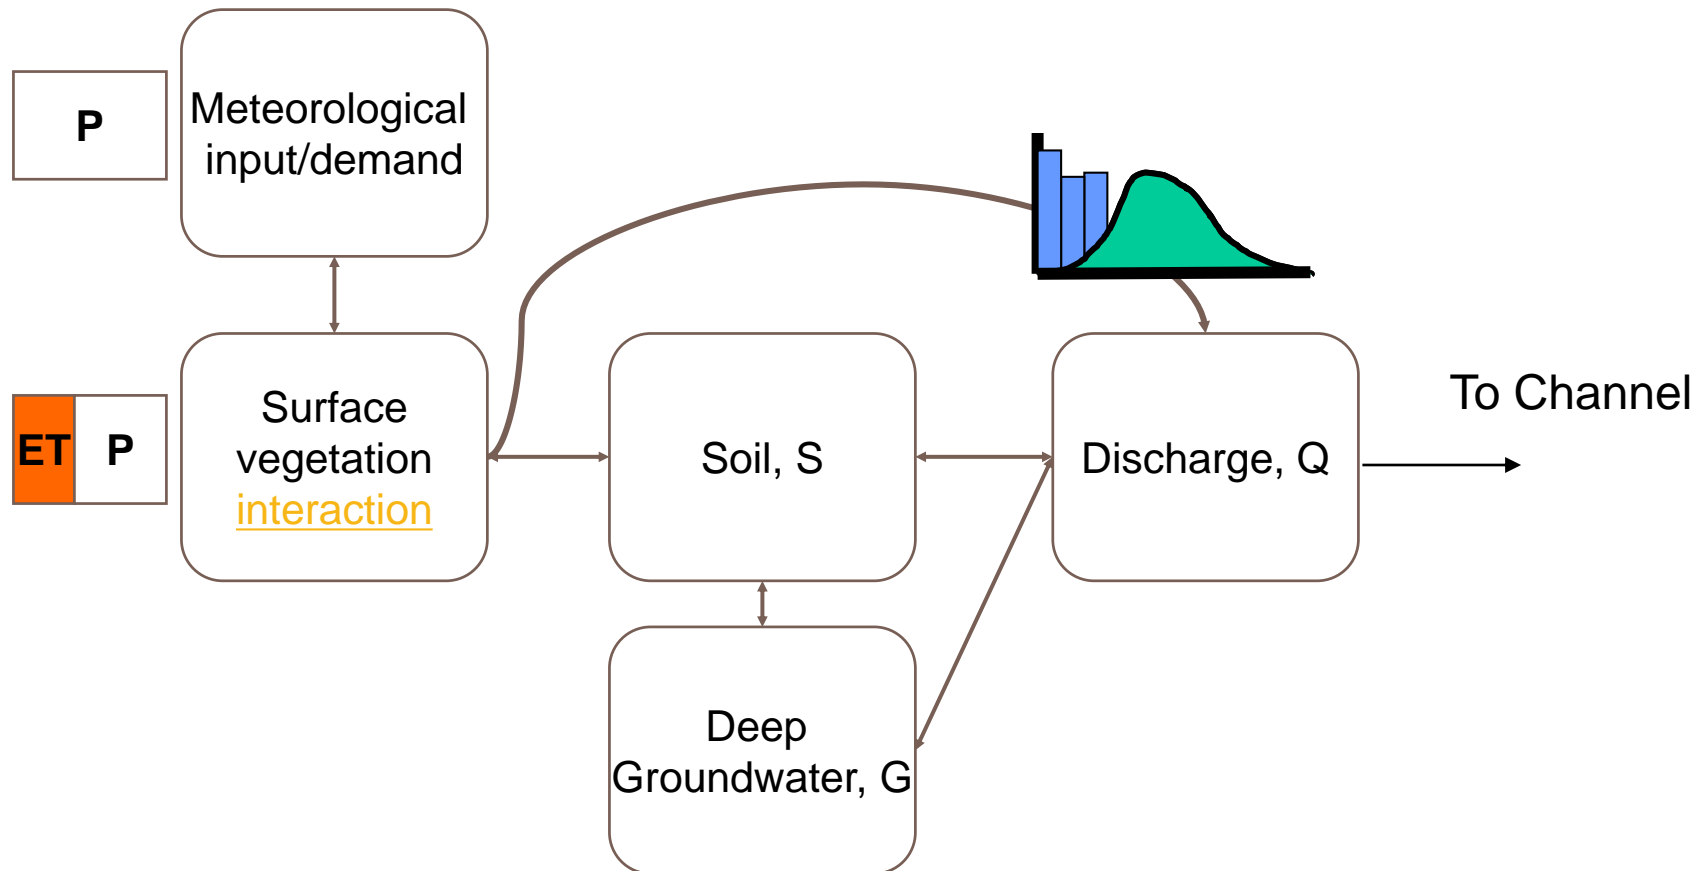 P
Meteorological
input/demand
ET P
Surface
vegetation
interaction
Soil, S
Discharge, Q
To Channel
Deep
Groundwater, G